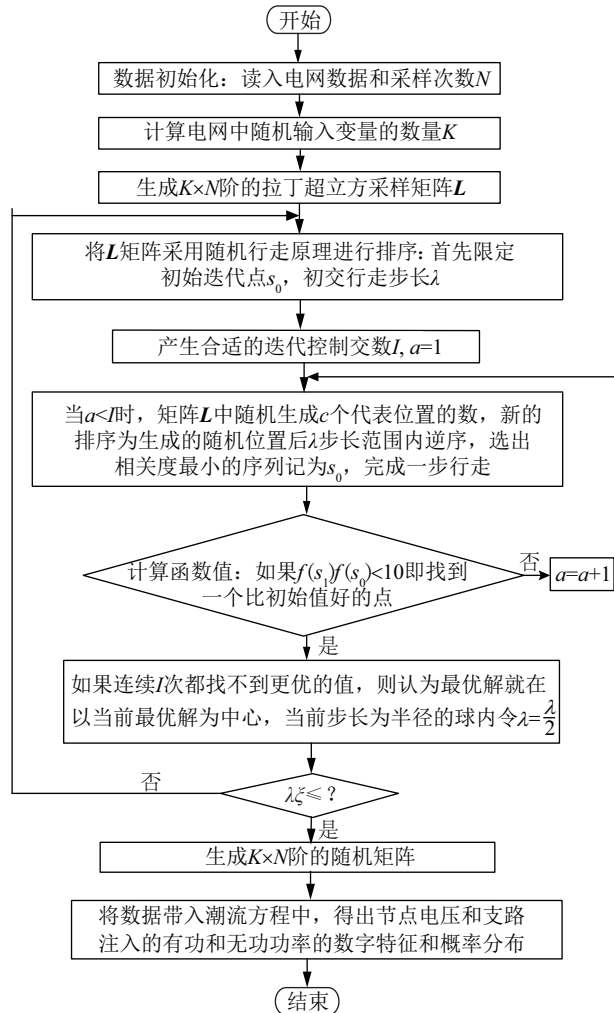 开始
数据初始化：读入电网数据和采样次数N
计算电网中随机输入变量的数量K
生成K×N阶的拉丁超立方采样矩阵L
将L矩阵采用随机行走原理进行排序：首先限定
初始迭代点s₀，初交行走步长λ
产生合适的迭代控制交数I, a=1
当a<I时，矩阵L中随机生成c个代表位置的数，新的
排序为生成的随机位置后λ步长范围内逆序，选出
相关度最小的序列记为s₀，完成一步行走
计算函数值：如果f(s₁)f(s₀)<10即找到
一个比初始值好的点
否
a=a+1
是
如果连续I次都找不到更优的值，则认为最优解就在
以当前最优解为中心，当前步长为半径的球内令λ=λ/2
否
λξ≤？
是
生成K×N阶的随机矩阵
将数据带入潮流方程中，得出节点电压和支路
注入的有功和无功功率的数字特征和概率分布
结束